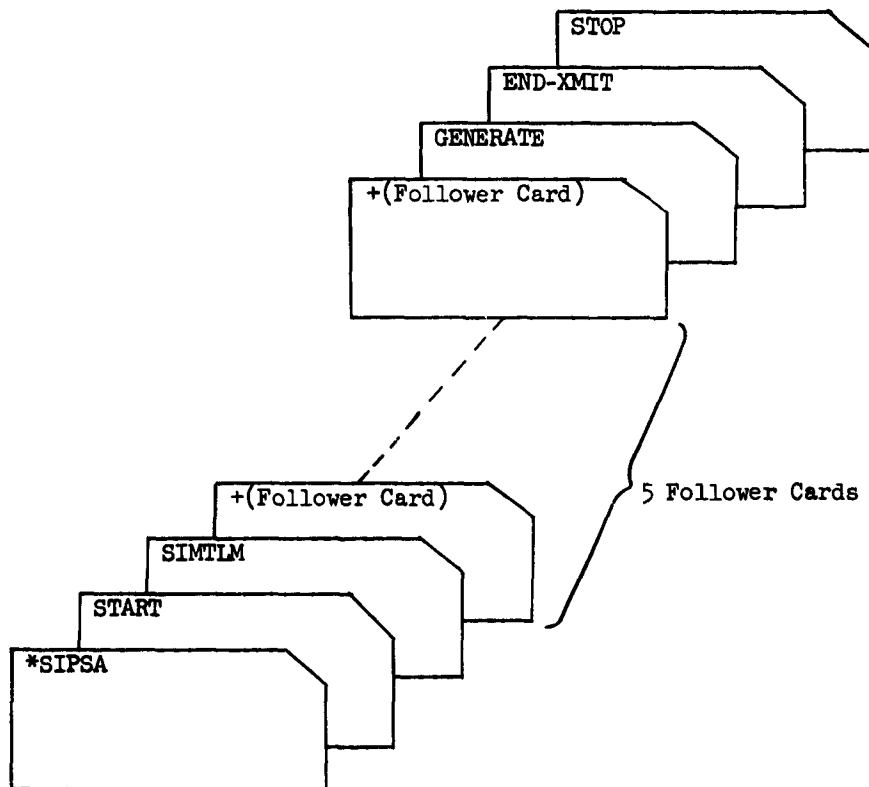 STOP
END-XMIT
GENERATE
+(Follower Card)
+(Follower Card)
5 Follower Cards
SIMTLM
START
*SIPSA